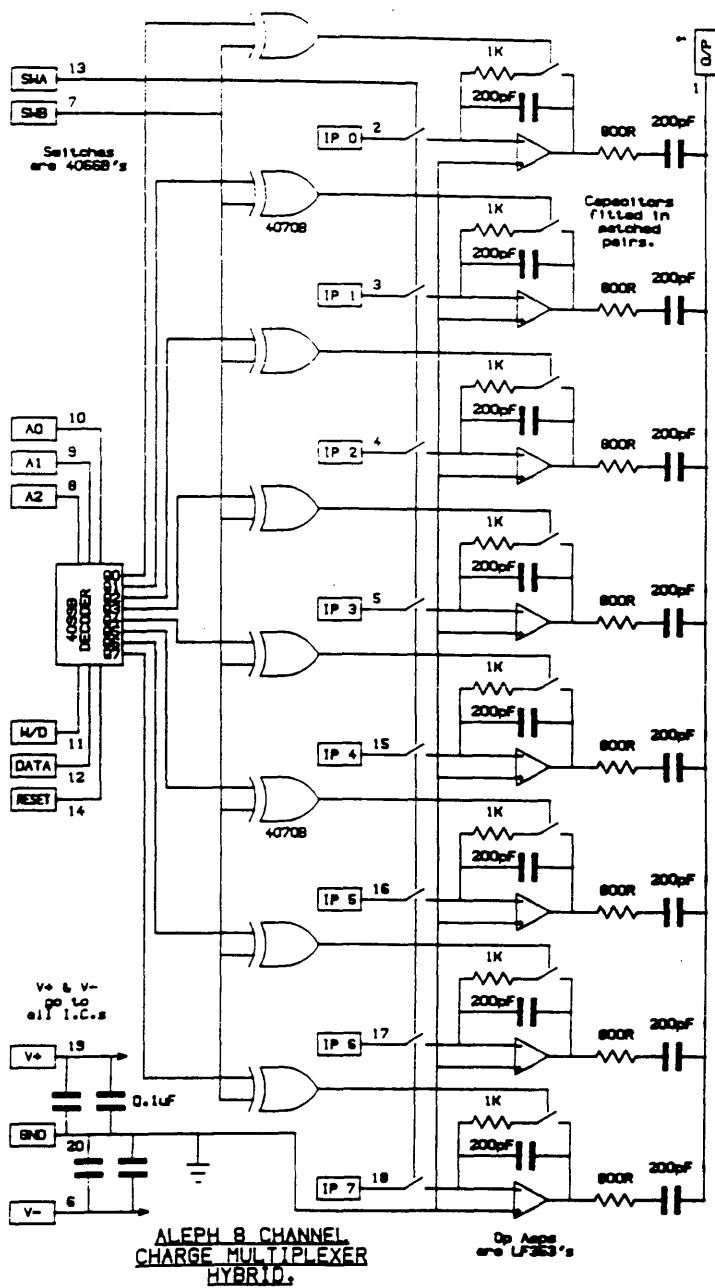 O/P
1
SWA 13
SWB 7
Switches
are 4066B's
1K
200pF
IP 0 2
800R
200pF
4070B
Capacitors
fitted in
matched
pairs.
1K
200pF
IP 1 3
800R
200pF
1K
200pF
IP 2 4
800R
200pF
A0 10
A1 9
A2 8
4099B
DECODER
1K
200pF
IP 3 5
800R
200pF
W/D 11
DATA 12
RESET 14
1K
200pF
IP 4 15
800R
200pF
4070B
1K
200pF
IP 5 16
800R
200pF
V+ & V-
go to
all I.C.s
V+ 19
0.1uF
GND 20
V- 6
1K
200pF
IP 6 17
800R
200pF
1K
200pF
IP 7 18
800R
200pF
ALEPH 8 CHANNEL
CHARGE MULTIPLEXER
HYBRID.
Op Amps
are LF353's